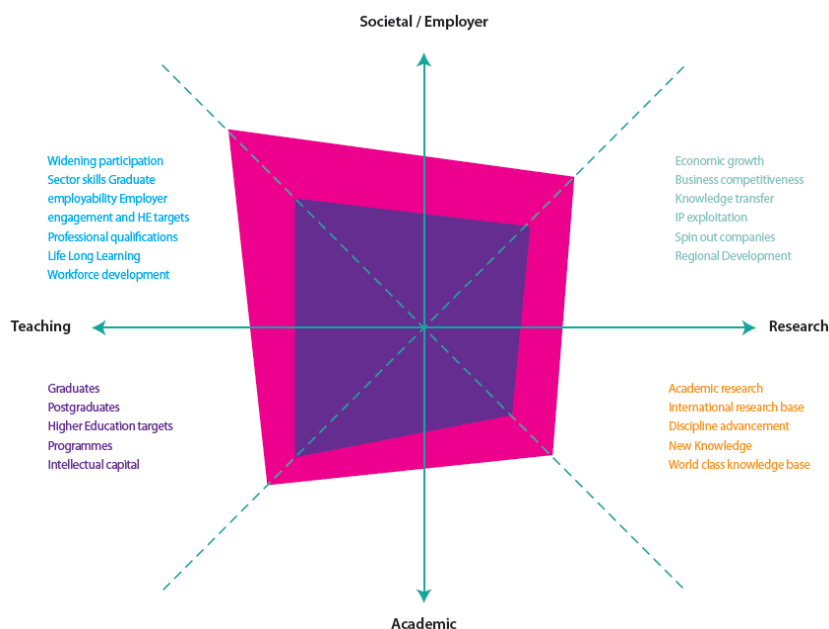 Societal / Employer
Widening participation
Sector skills Graduate
employability Employer
engagement and HE targets
Professional qualifications
Life Long Learning
Workforce development
Economic growth
Business competitiveness
Knowledge transfer
IP exploitation
Spin out companies
Regional Development
Teaching
Research
Graduates
Postgraduates
Higher Education targets
Programmes
Intellectual capital
Academic research
International research base
Discipline advancement
New Knowledge
World class knowledge base
Academic